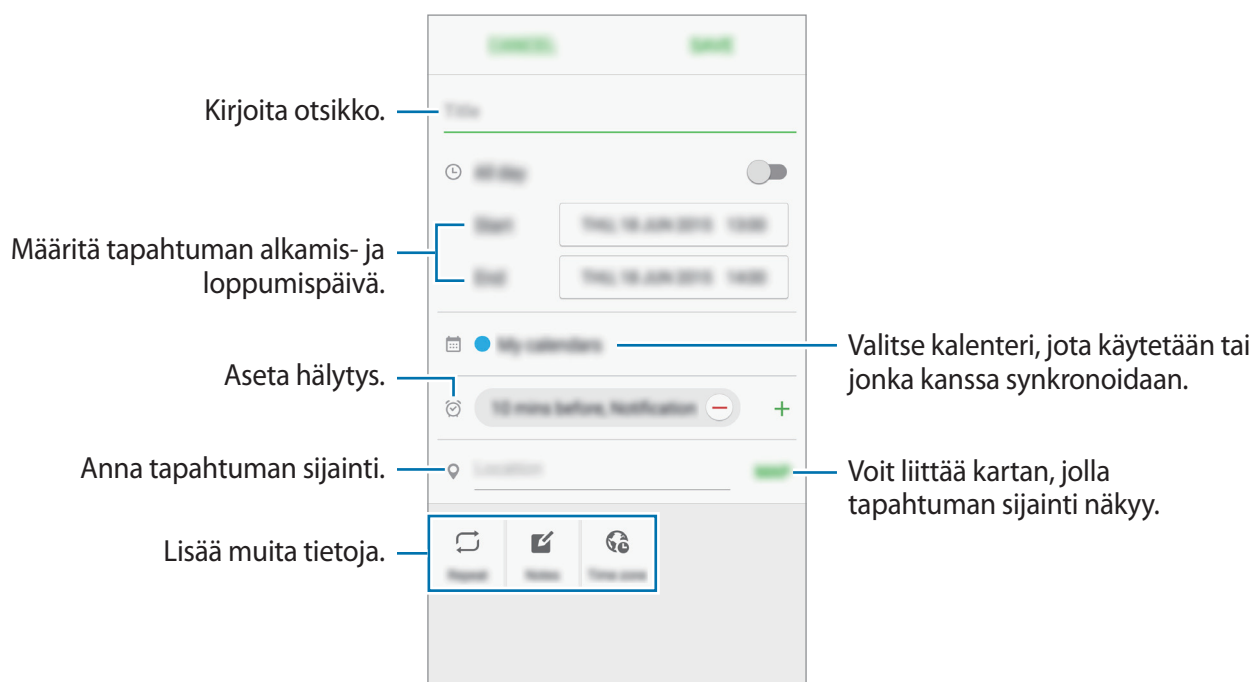 CANCEL
SAVE
Kirjoita otsikko.
Title
All day
Määritä tapahtuman alkamis- ja
loppumispäivä.
Start
THU, 18 JUN 2015 13:00
End
THU, 18 JUN 2015 14:00
My calendars
Valitse kalenteri, jota käytetään tai
jonka kanssa synkronoidaan.
Aseta hälytys.
10 mins before, Notification
Anna tapahtuman sijainti.
Location
MAP
Voit liittää kartan, jolla
tapahtuman sijainti näkyy.
Lisää muita tietoja.
Repeat
Notes
Time zone